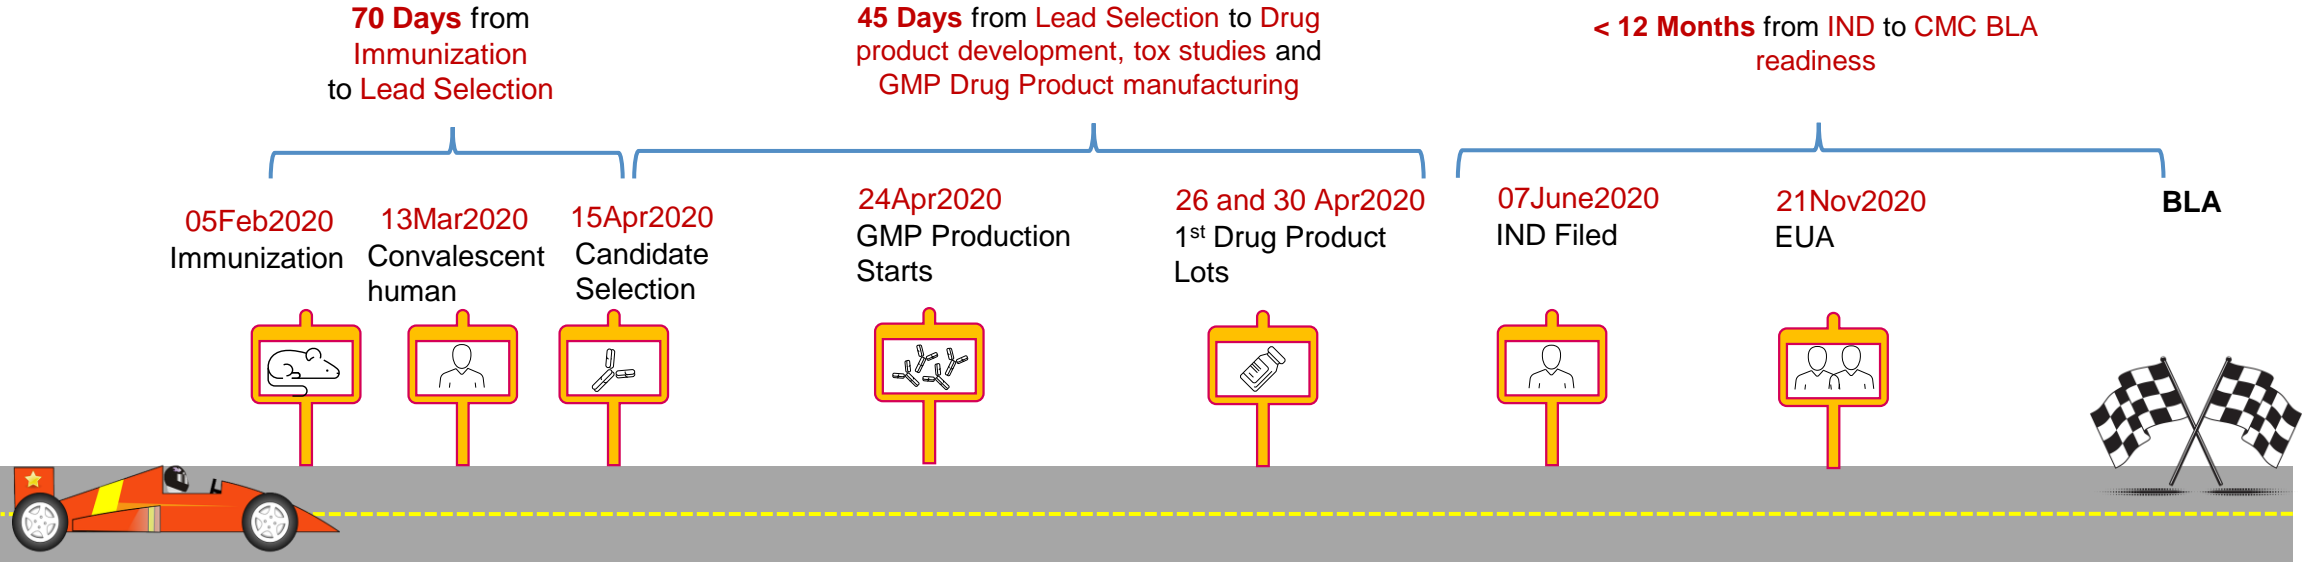 70 Days from
Immunization
to Lead Selection
45 Days from Lead Selection to Drug
product development, tox studies and
GMP Drug Product manufacturing
< 12 Months from IND to CMC BLA
readiness
05Feb2020
Immunization
13Mar2020
Convalescent
human
15Apr2020
Candidate
Selection
24Apr2020
GMP Production
Starts
26 and 30 Apr2020
1st Drug Product
Lots
07June2020
IND Filed
21Nov2020
EUA
BLA